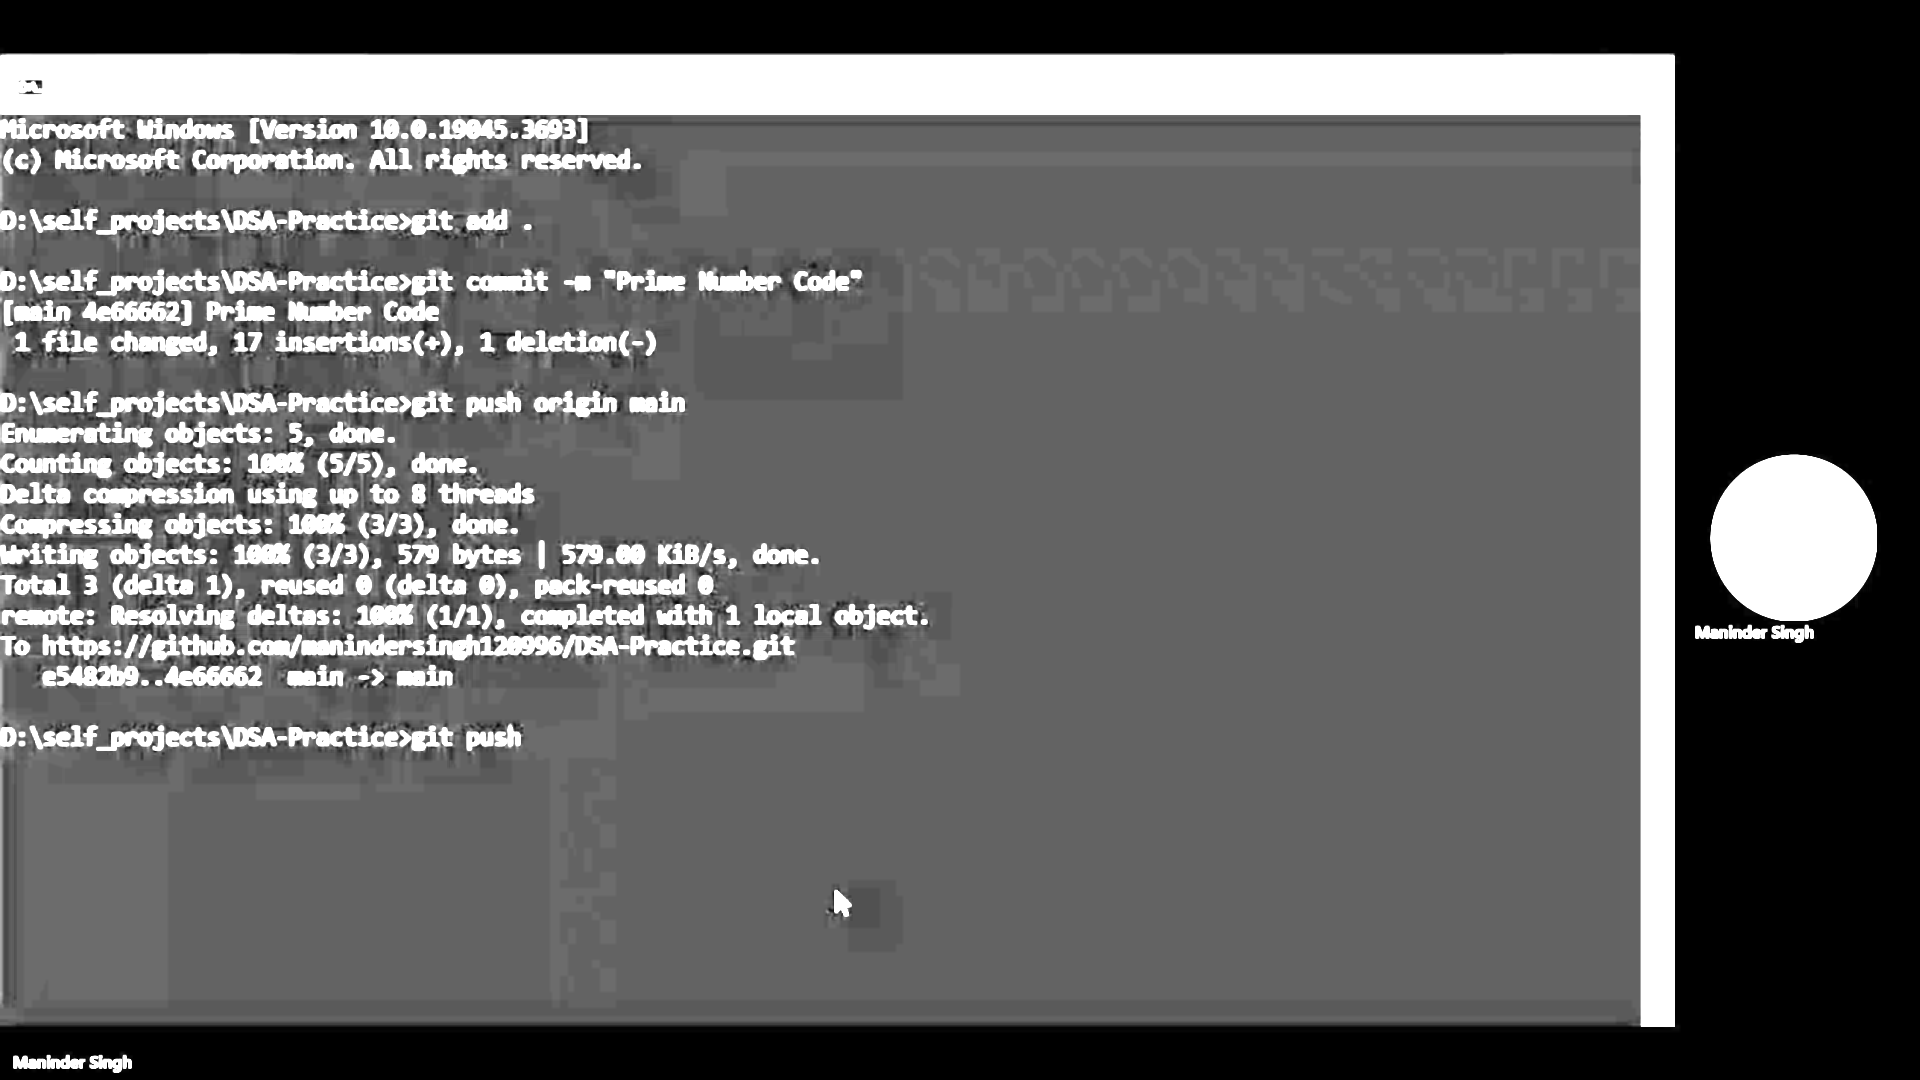 Microsoft Windows [Version 10.0.19045.3693]
(c) Microsoft Corporation. All rights reserved.
D:\self_projects\DSA-Practice>git add .
D:\self_projects\DSA-Practice>git commit -m "Prime Number Code"
[main 4e66662] Prime Number Code
1 file changed, 17 insertions(+), 1 deletion(-)
D:\self_projects\DSA-Practice>git push origin main
Enumerating objects: 5, done.
Counting objects: 100% (5/5), done.
Delta compression using up to 8 threads
Compressing objects: 100% (3/3), done.
Writing objects: 100% (3/3), 579 bytes | 579.00 KiB/s, done.
Total 3 (delta 1), reused 0 (delta 0), pack-reused 0
remote: Resolving deltas: 100% (1/1), completed with 1 local object.
To https://github.com/manindersingh120996/DSA-Practice.git
e5482b9..4e66662  main -> main
D:\self_projects\DSA-Practice>git push
Maninder Singh
Maninder Singh